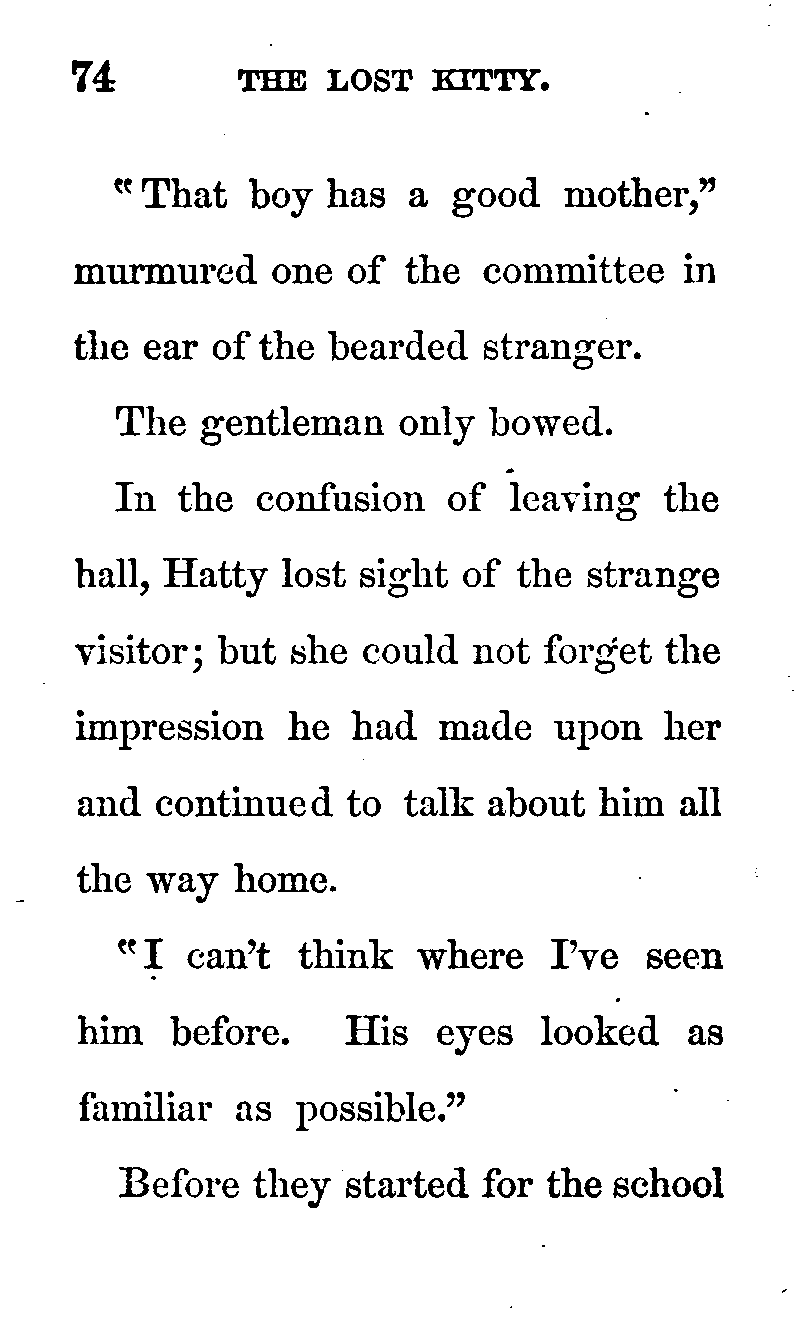 74 THE LOST KITTY.
"That boy has a good mother,"
murmured one of the committee in
the ear of the bearded stranger.
The gentleman only bowed.
In the confusion of leaving the
hall, Hatty lost sight of the strange
visitor; but she could not forget the
impression he had made upon her
and continued to talk about him all
the way home.
"I can't think where I've seen
him before. His eyes looked as
familiar as possible."
Before they started for the school